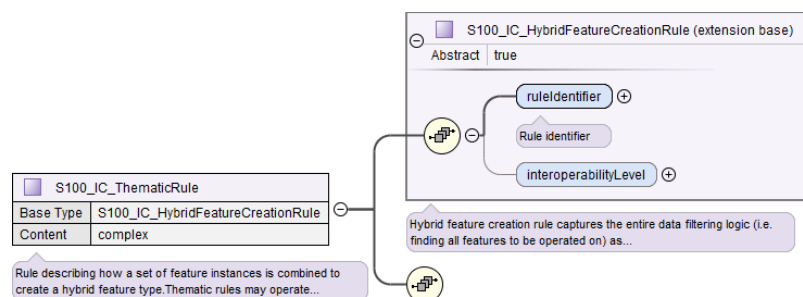 S100_IC_HybridFeatureCreationRule (extension base)
Abstract true
ruleIdentifier
Rule identifier
interoperabilityLevel
Hybrid feature creation rule captures the entire data filtering logic (i.e.
finding all features to be operated on) as...
S100_IC_ThematicRule
Base Type S100_IC_HybridFeatureCreationRule
Content complex
Rule describing how a set of feature instances is combined to
create a hybrid feature type.Thematic rules may operate...